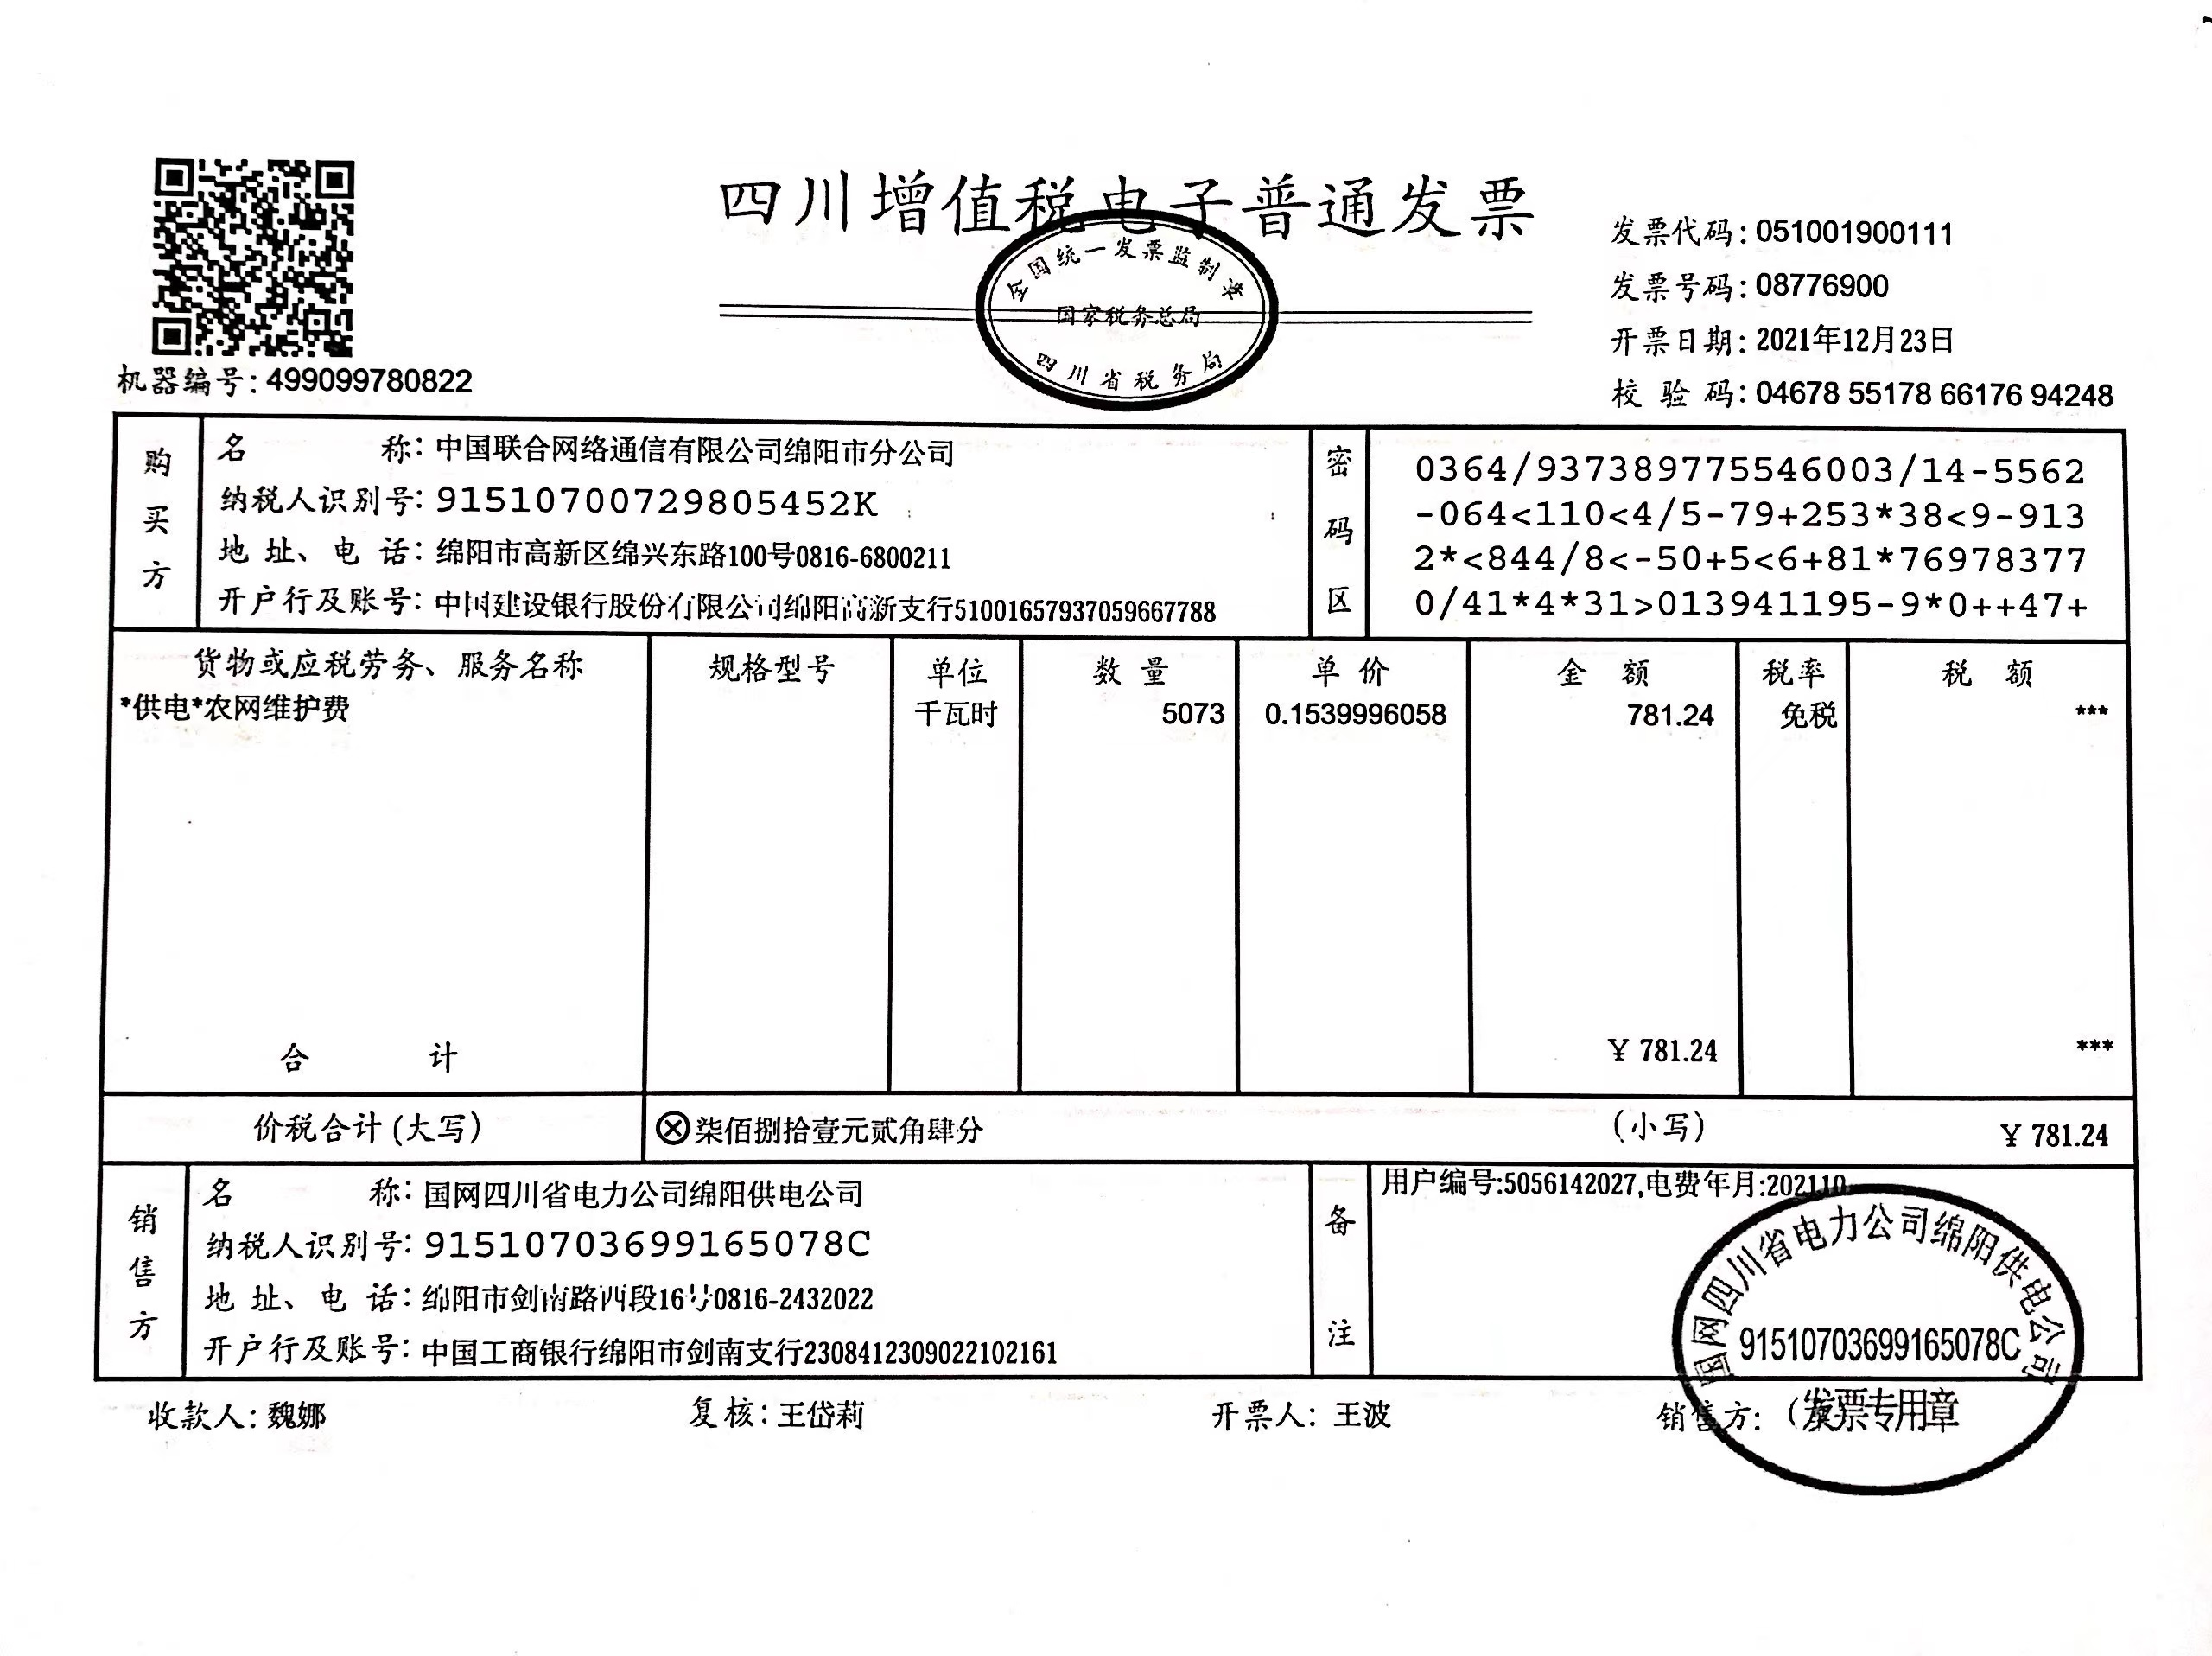 四川增值税电子普通发票
全国统一发票监制章
国家税务总局
四川省税务局
发票代码:051001900111
发票号码:08776900
开票日期:2021年12月23日
校 验 码:04678 55178 66176 94248
机器编号:499099780822
购买方
名 称:中国联合网络通信有限公司绵阳市分公司
纳税人识别号:91510700729805452K
地 址、电 话:绵阳市高新区绵兴东路100号0816-6800211
开户行及账号:中国建设银行股份有限公司绵阳高新支行51001657937059667788
密码区
0364/937389775546003/14-5562
-064<110<4/5-79+253*38<9-913
2*<844/8<-50+5<6+81*76978377
0/41*4*31>013941195-9*0++47+
货物或应税劳务、服务名称 规格型号 单位 数 量 单 价 金 额 税率 税 额
*供电*农网维护费 千瓦时 5073 0.1539996058 781.24 免税 ***
合 计 ¥ 781.24 ***
价税合计(大写) ⊗柒佰捌拾壹元贰角肆分 (小写) ¥ 781.24
销售方
名 称:国网四川省电力公司绵阳供电公司
纳税人识别号:91510703699165078C
地 址、电 话:绵阳市剑南路西段16号0816-2432022
开户行及账号:中国工商银行绵阳市剑南支行2308412309022102161
备注
用户编号:5056142027,电费年月:202110
国网四川省电力公司绵阳供电公司
91510703699165078C
发票专用章
收款人:魏娜 复核:王岱莉 开票人:王波 销售方:(章)